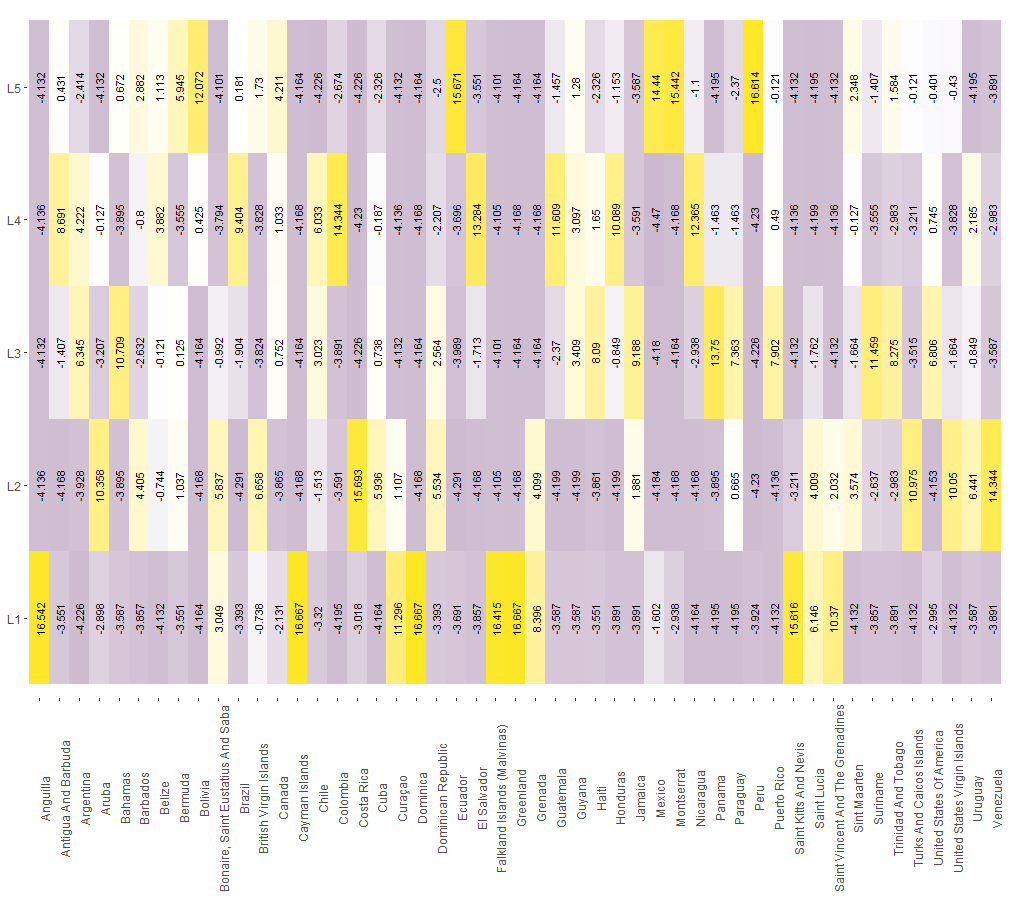 L5 -4.132 0.431 -2.414 -4.132 0.672 2.882 1.113 5.945 12.072 -4.101 0.181 1.73 4.211 -4.164 -4.226 -2.674 -4.226 -2.326 -4.132 -4.164 -2.5 15.671 -3.551 -4.101 -4.164 -4.164 -1.457 1.28 -2.326 -1.153 -3.587 14.44 15.442 -1.1 -4.195 -2.37 16.614 -0.121 -4.132 -4.195 -4.132 2.348 -1.407 1.584 -0.121 -0.401 -0.43 -4.195 -3.891
L4 -4.136 8.691 4.222 -0.127 -3.895 -0.8 3.882 -3.555 0.425 -3.794 9.404 -3.828 1.033 -4.168 6.033 14.344 -4.23 -0.187 -4.136 -4.168 -2.207 -3.696 13.284 -4.105 -4.168 -4.168 11.609 3.097 1.65 10.089 -3.591 -4.47 -4.168 12.365 -1.463 -1.463 -4.23 0.49 -4.136 -4.199 -4.136 -0.127 -3.555 -2.983 -3.211 0.745 -3.828 2.185 -2.983
L3 -4.132 -1.407 6.345 -3.207 10.709 -2.632 -0.121 0.125 -4.164 -0.992 -1.904 -3.824 0.752 -4.164 3.023 -3.891 -4.226 0.738 -4.132 -4.164 2.564 -3.989 -1.713 -4.101 -4.164 -4.164 -2.37 3.409 8.09 -0.849 9.188 -4.18 -4.164 -2.938 13.75 7.363 -4.226 7.902 -4.132 -1.762 -4.132 -1.664 11.459 8.275 -3.515 6.806 -1.664 -0.849 -3.587
L2 -4.136 -4.168 -3.928 10.358 -3.895 4.405 -0.744 1.037 -4.168 5.837 -4.291 6.658 -3.865 -4.168 -1.513 -3.591 15.693 5.936 1.107 -4.168 5.534 -4.291 -4.168 -4.105 -4.168 4.099 -4.199 -4.199 -3.861 -4.199 1.881 -4.184 -4.168 -4.168 -3.895 0.665 -4.23 -4.136 -3.211 4.009 2.032 3.574 -2.637 -2.983 10.975 -4.153 10.05 6.441 14.344
L1 16.542 -3.551 -4.226 -2.898 -3.587 -3.857 -4.132 -3.551 -4.164 3.049 -3.393 -0.738 -2.131 16.667 -3.32 -4.195 -3.018 -4.164 11.296 16.667 -3.393 -3.691 -3.857 16.415 16.667 8.396 -3.587 -3.587 -3.551 -3.891 -3.891 -1.602 -2.938 -4.164 -4.195 -4.195 -3.924 -4.132 15.616 6.146 10.37 -4.132 -3.857 -3.891 -4.132 -2.995 -4.132 -3.587 -3.891
Anguilla
Antigua And Barbuda
Argentina
Aruba
Bahamas
Barbados
Belize
Bermuda
Bolivia
Bonaire, Saint Eustatius And Saba
Brazil
British Virgin Islands
Canada
Cayman Islands
Chile
Colombia
Costa Rica
Cuba
Curaçao
Dominica
Dominican Republic
Ecuador
El Salvador
Falkland Islands (Malvinas)
Greenland
Grenada
Guatemala
Guyana
Haiti
Honduras
Jamaica
Mexico
Montserrat
Nicaragua
Panama
Paraguay
Peru
Puerto Rico
Saint Kitts And Nevis
Saint Lucia
Saint Vincent And The Grenadines
Sint Maarten
Suriname
Trinidad And Tobago
Turks And Caicos Islands
United States Of America
United States Virgin Islands
Uruguay
Venezuela